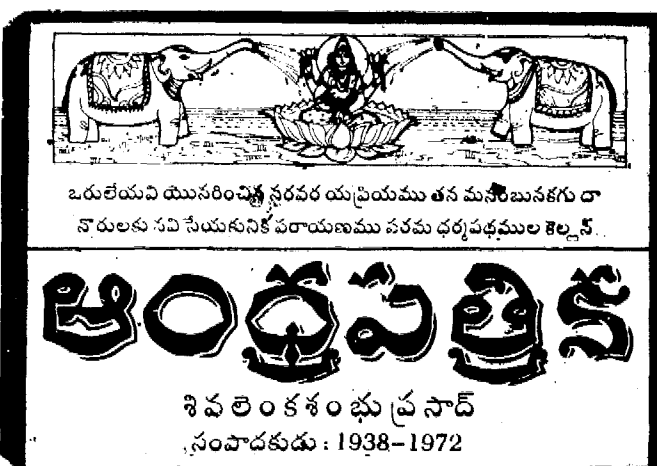 ఒరులేయవి యొనరించిన నరవర యప్రియము తన మనంబునకగు దా
నొరులకు నవి సేయకునికి పరాయణము పరమ ధర్మపథముల కెల్లన్.
ఆంధ్రపత్రిక
శివలెంక శంభుప్రసాద్
సంపాదకుడు : 1938-1972